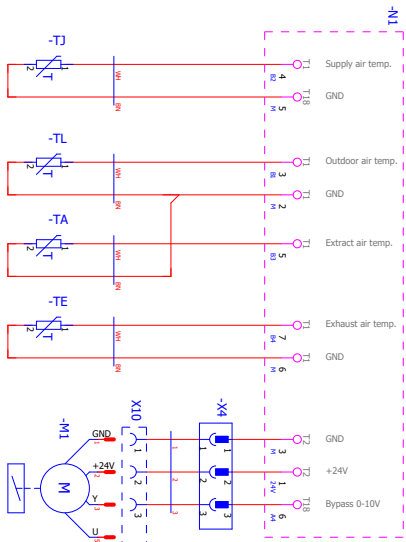 -N1
-TJ
1
2
T
WH
BN
T1
4
B2
Supply air temp.
T18
5
M
GND
-TL
1
2
T
WH
BN
T1
3
B1
Outdoor air temp.
T1
2
M
GND
-TA
1
2
T
WH
BN
T1
5
B3
Extract air temp.
-TE
1
2
T
WH
BN
T1
7
B4
Exhaust air temp.
T1
6
M
GND
-M1
X10
-X4
GND
1
1
1
1
1
T2
3
M
GND
+24V
2
2
2
2
2
T2
1
24V
+24V
M
Y
3
3
3
3
3
T18
6
A4
Bypass 0-10V
U
5